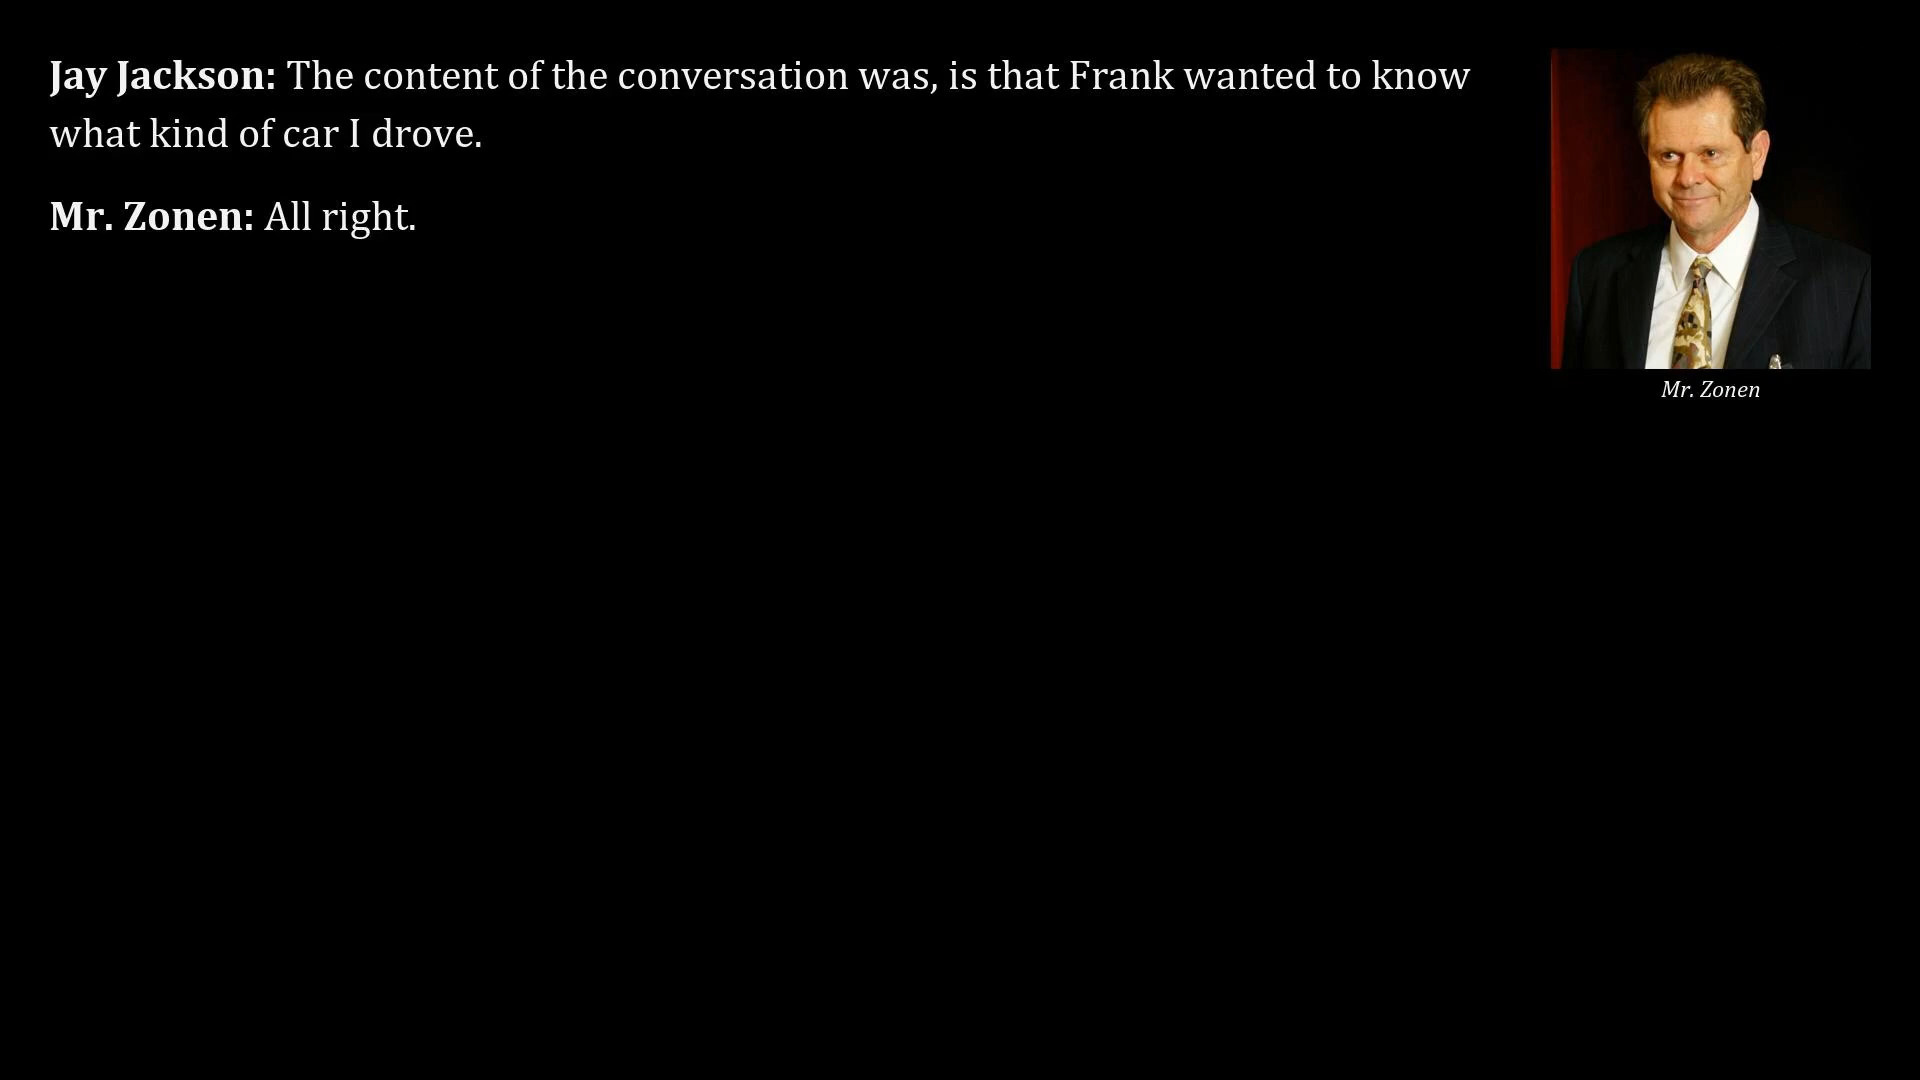 Jay Jackson: The content of the conversation was, is that Frank wanted to know
what kind of car I drove.
Mr. Zonen: All right.
Mr. Zonen